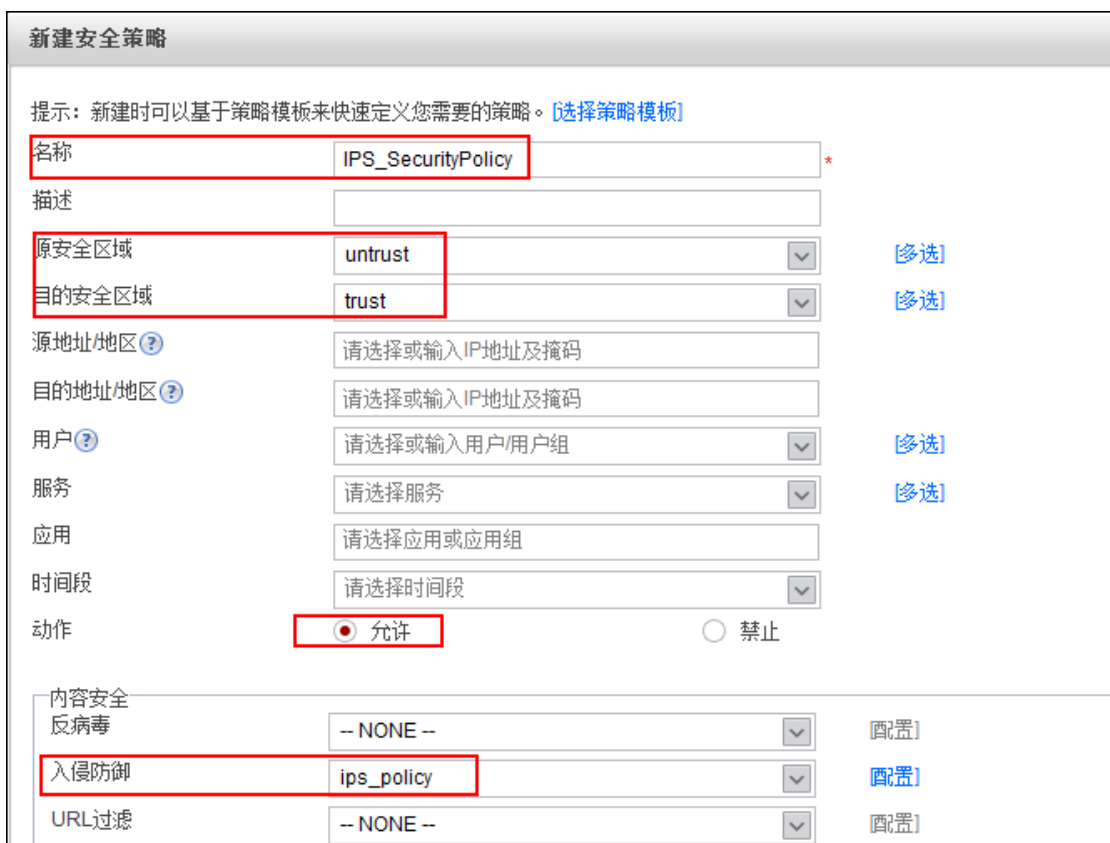 新建安全策略
提示：新建时可以基于策略模板来快速定义您需要的策略。[选择策略模板]
名称 IPS_SecurityPolicy *
描述
原安全区域 untrust [多选]
目的安全区域 trust [多选]
源地址/地区 ? 请选择或输入IP地址及掩码
目的地址/地区 ? 请选择或输入IP地址及掩码
用户 ? 请选择或输入用户/用户组 [多选]
服务 请选择服务 [多选]
应用 请选择应用或应用组
时间段 请选择时间段
动作 允许 禁止
内容安全
反病毒 -- NONE -- [配置]
入侵防御 ips_policy [配置]
URL过滤 -- NONE -- [配置]